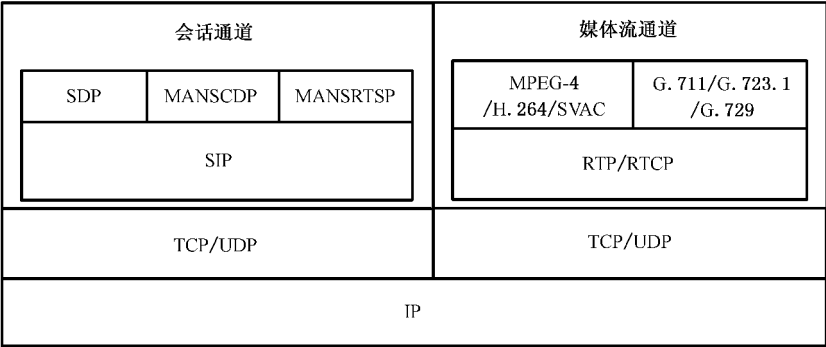 会话通道
媒体流通道
SDP
MANSCDP
MANSRTSP
MPEG-4
/H.264/SVAC
G.711/G.723.1
/G.729
SIP
RTP/RTCP
TCP/UDP
TCP/UDP
IP